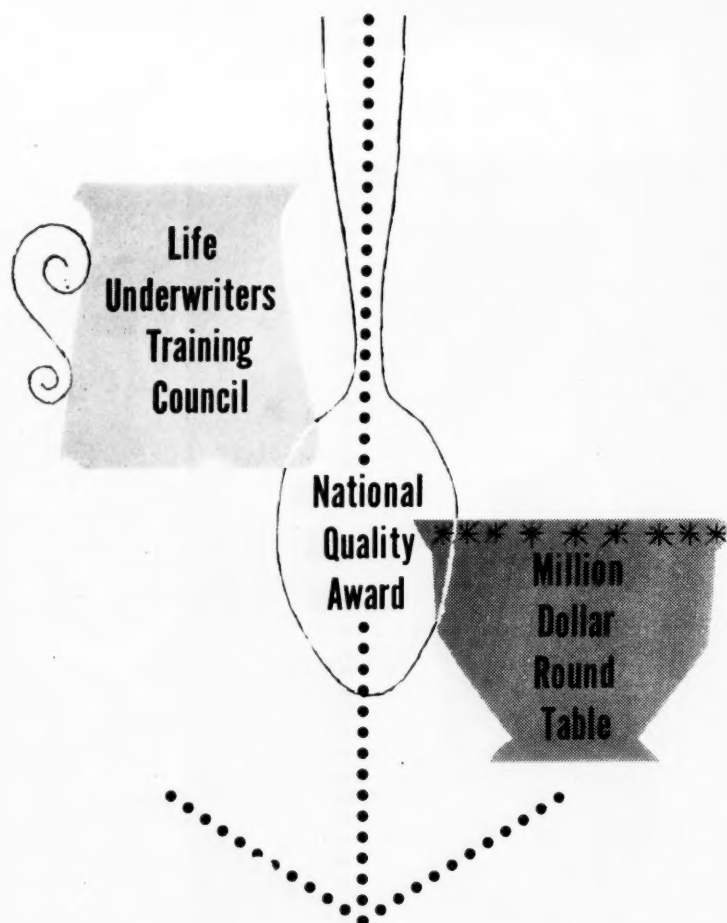 Life
Underwriters
Training
Council
National
Quality
Award
Million
Dollar
Round
Table